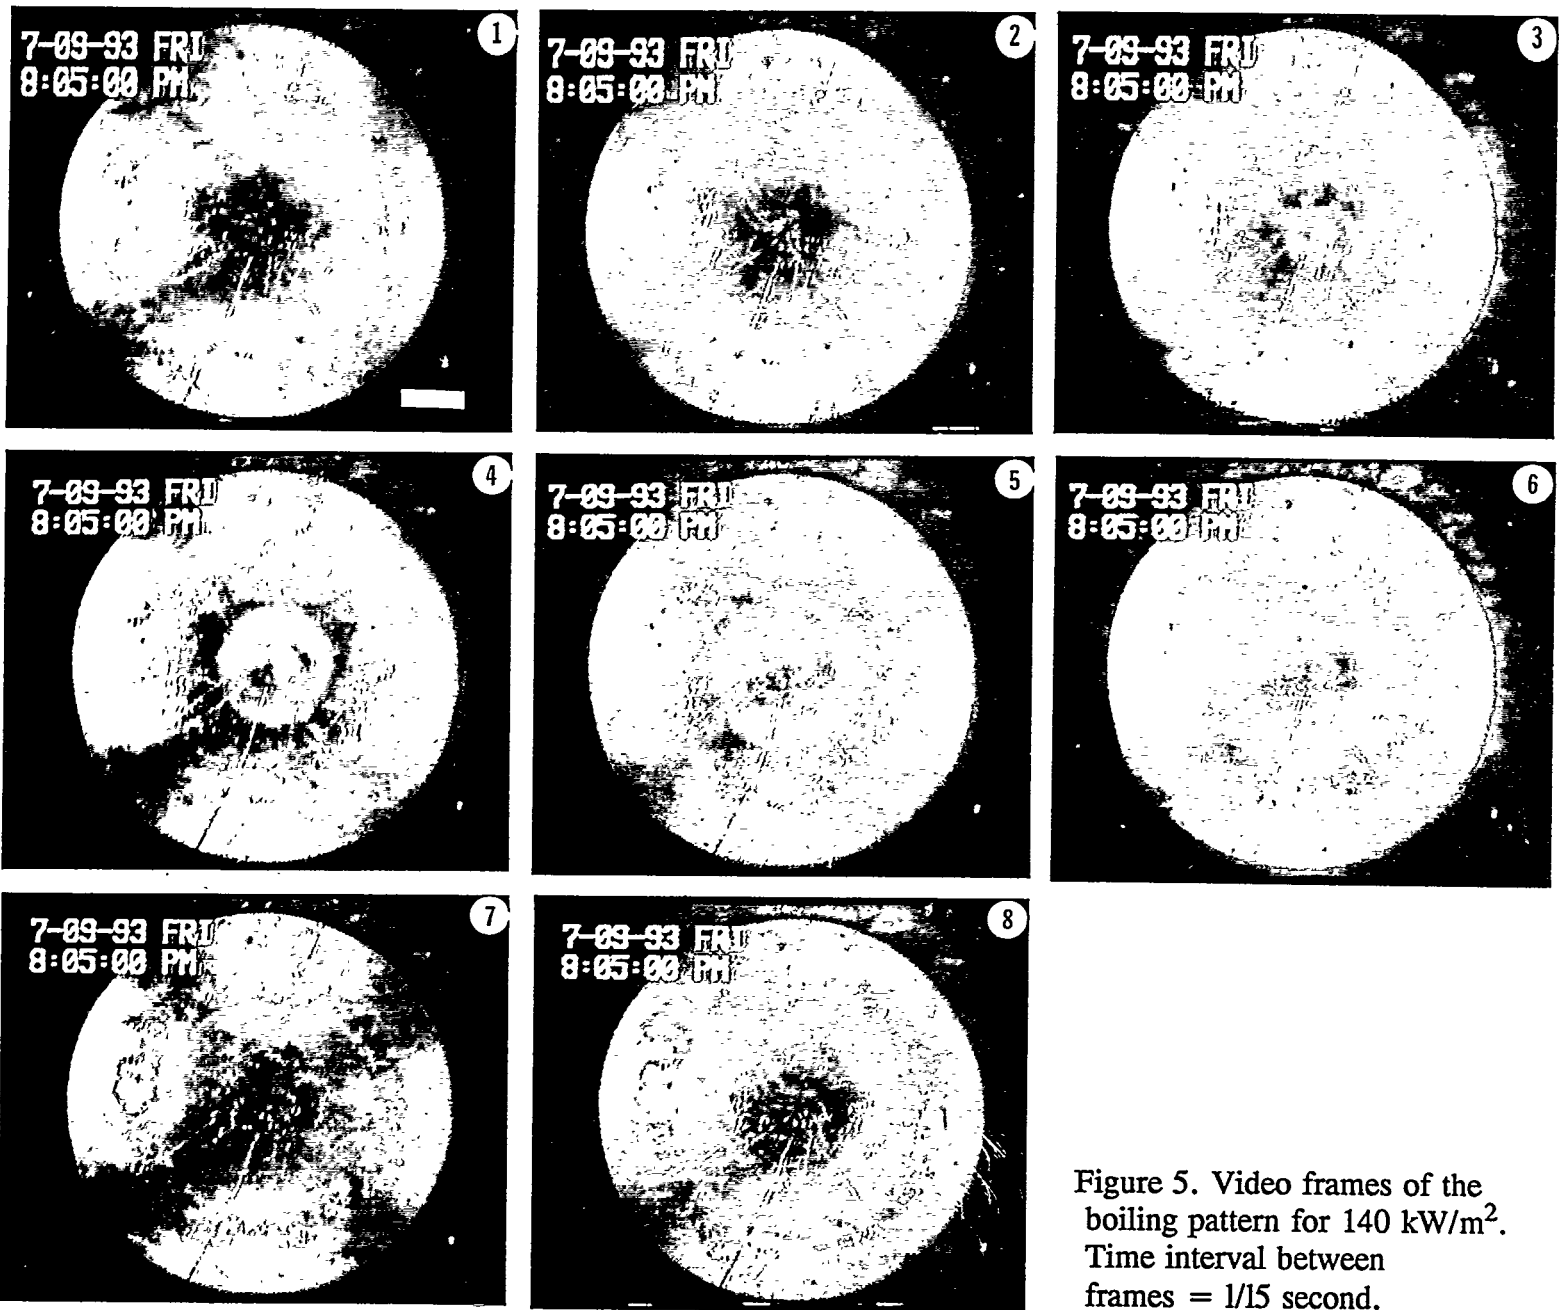 7-09-93 FRI
8:05:00 PM
1
7-09-93 FRI
8:05:00 PM
2
7-09-93 FRI
8:05:00 PM
3
7-09-93 FRI
8:05:00 PM
4
7-09-93 FRI
8:05:00 PM
5
7-09-93 FRI
8:05:00 PM
6
7-09-93 FRI
8:05:00 PM
7
7-09-93 FRI
8:05:00 PM
8
Figure 5. Video frames of the
boiling pattern for 140 kW/m².
Time interval between
frames = 1/15 second.